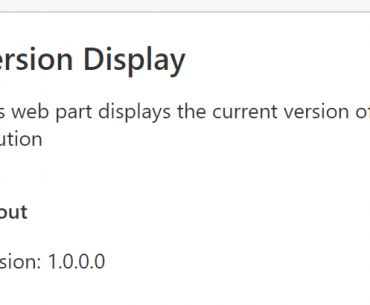 ersion Display
s web part displays the current version of
ution
out
sion: 1.0.0.0